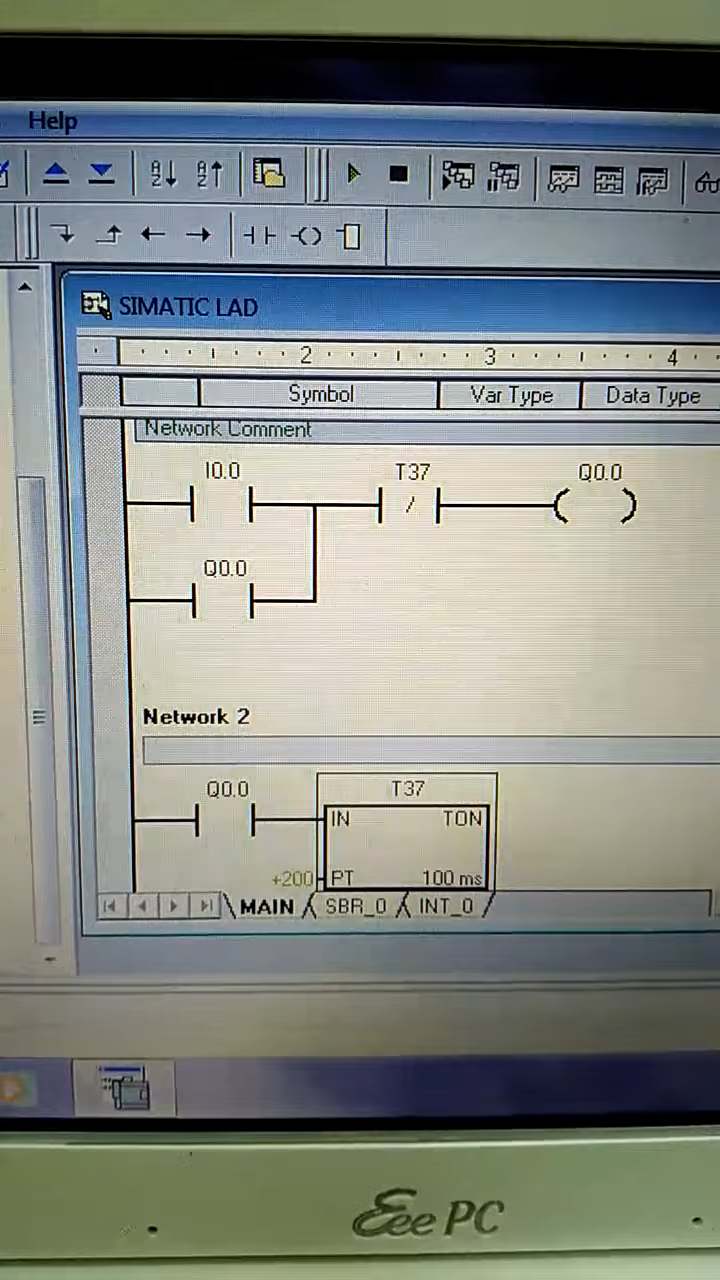 Help
SIMATIC LAD
2 3 4
Symbol Var Type Data Type
Network Comment
I0.0 T37 Q0.0
/
Q0.0
Network 2
Q0.0 T37
IN TON
+200 PT 100 ms
MAIN SBR_0 INT_0
Eee PC